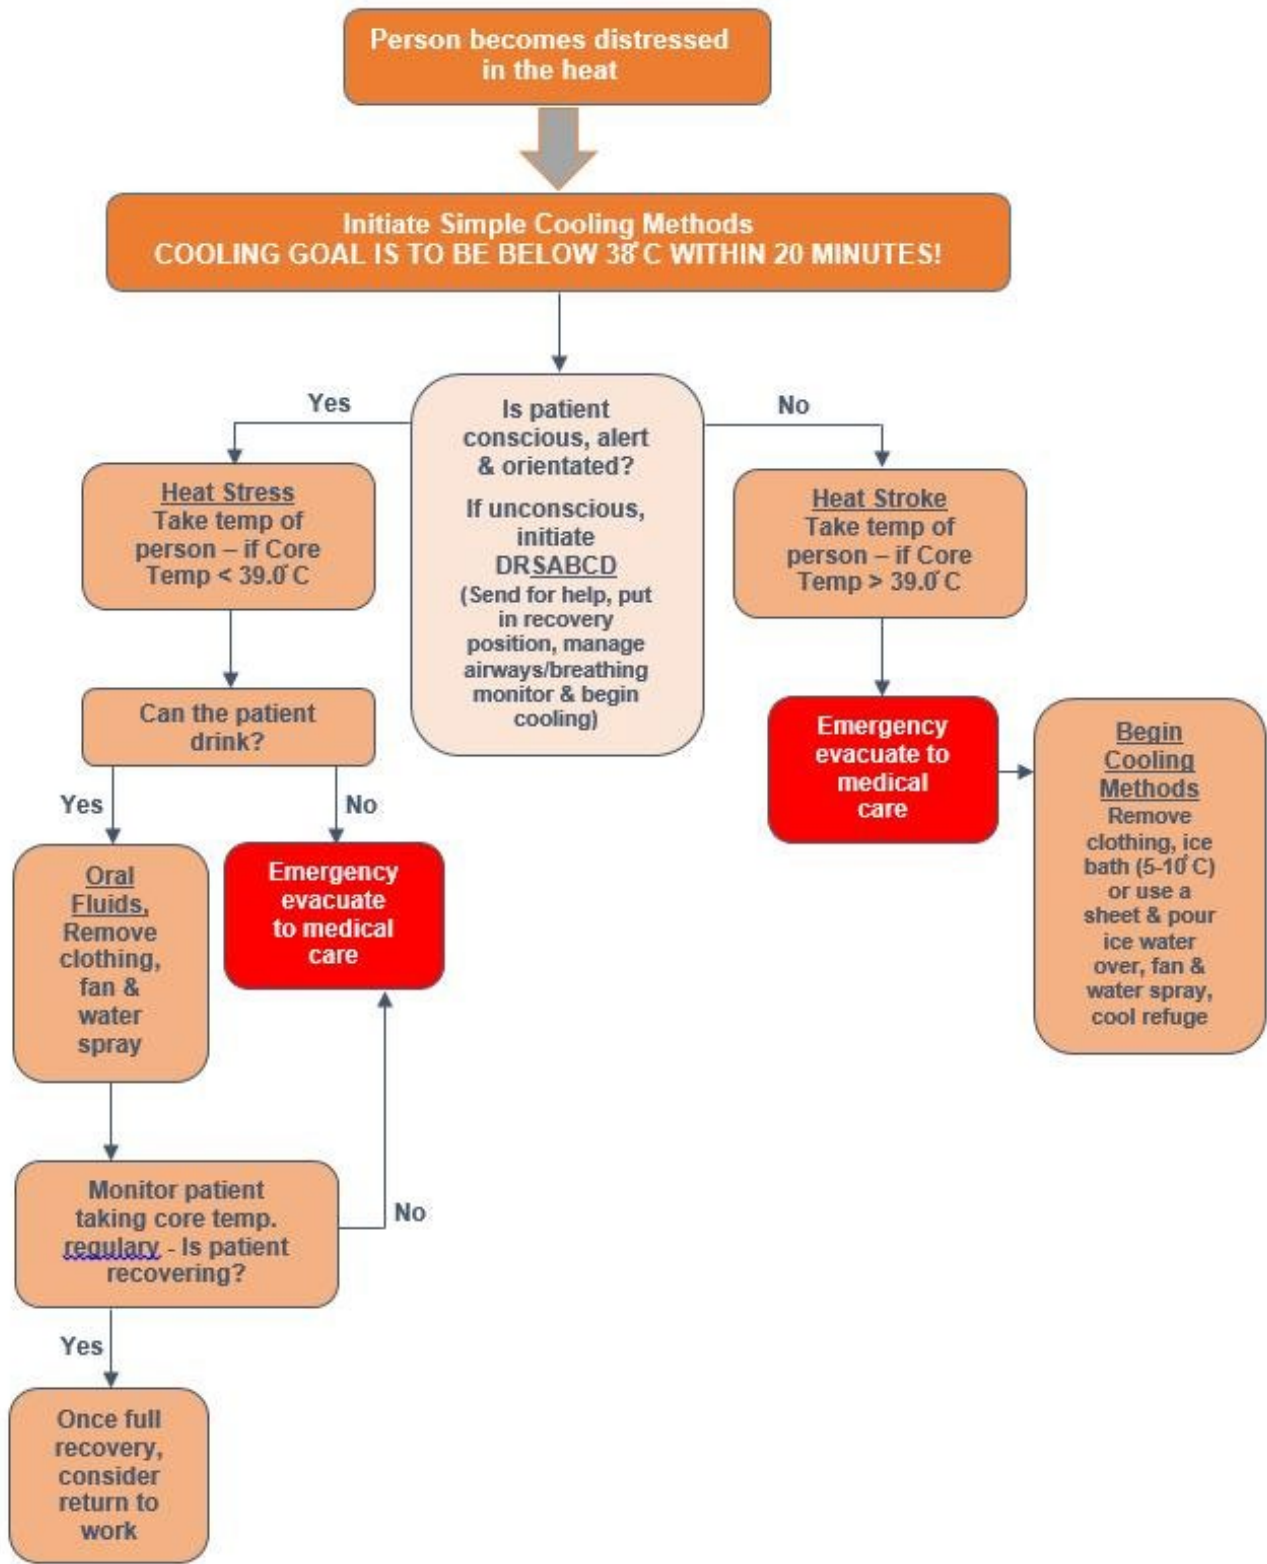 Person becomes distressed
in the heat
Initiate Simple Cooling Methods
COOLING GOAL IS TO BE BELOW 38°C WITHIN 20 MINUTES!
Yes
No
Is patient
conscious, alert
& orientated?
If unconscious,
initiate
DRSABCD
(Send for help, put
in recovery
position, manage
airways/breathing
monitor & begin
cooling)
Heat Stress
Take temp of
person – if Core
Temp < 39.0°C
Heat Stroke
Take temp of
person – if Core
Temp > 39.0°C
Can the patient
drink?
Emergency
evacuate to
medical
care
Begin
Cooling
Methods
Remove
clothing, ice
bath (5-10°C)
or use a
sheet & pour
ice water
over, fan &
water spray,
cool refuge
Yes
No
Oral
Fluids,
Remove
clothing,
fan &
water
spray
Emergency
evacuate
to medical
care
Monitor patient
taking core temp.
regulary - Is patient
recovering?
No
Yes
Once full
recovery,
consider
return to
work